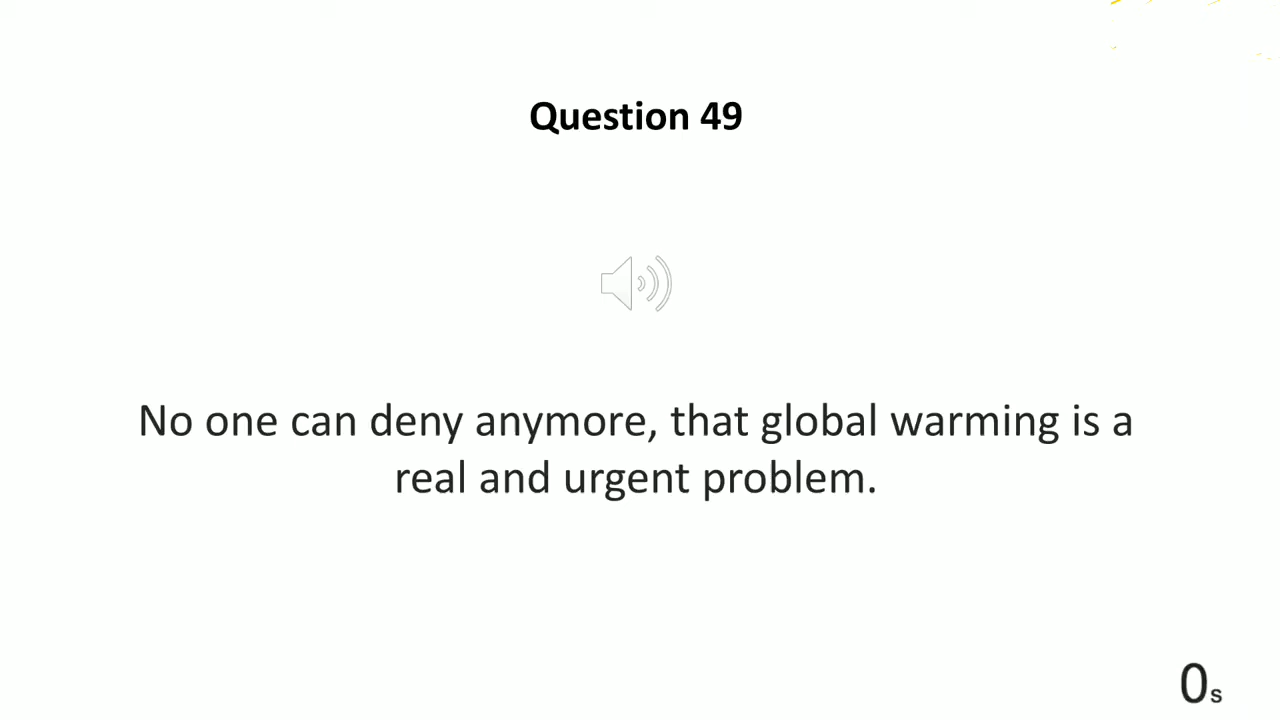 Question 49
No one can deny anymore, that global warming is a
real and urgent problem.
0s